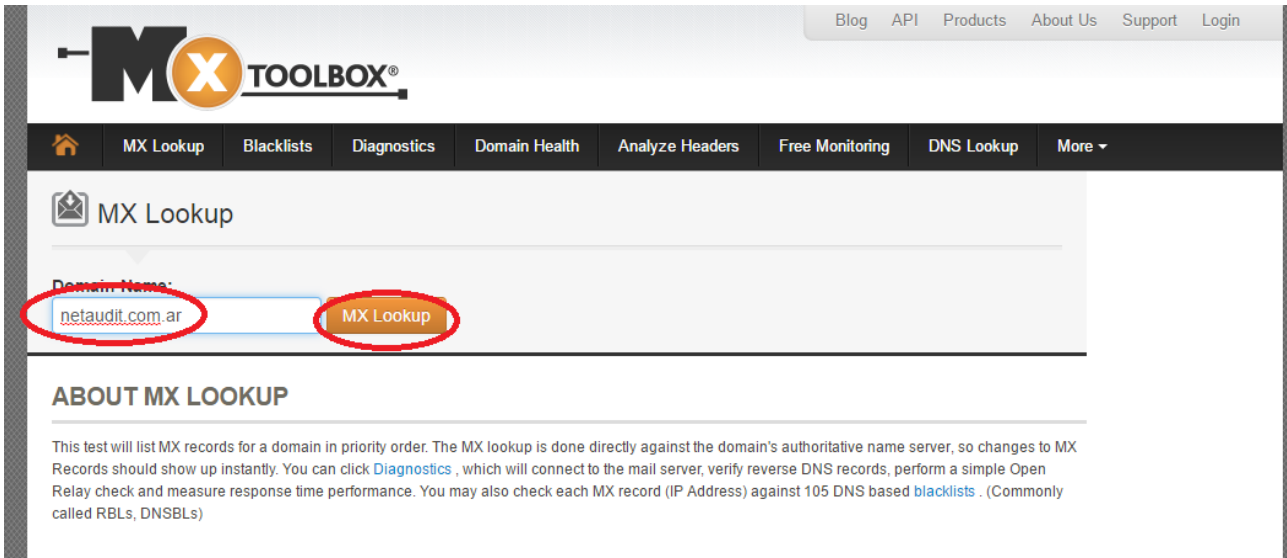 Blog API Products About Us Support Login
MX TOOLBOX®
MX Lookup Blacklists Diagnostics Domain Health Analyze Headers Free Monitoring DNS Lookup More
MX Lookup
Domain Name:
netaudit.com.ar MX Lookup
ABOUT MX LOOKUP
This test will list MX records for a domain in priority order. The MX lookup is done directly against the domain's authoritative name server, so changes to MX
Records should show up instantly. You can click Diagnostics , which will connect to the mail server, verify reverse DNS records, perform a simple Open
Relay check and measure response time performance. You may also check each MX record (IP Address) against 105 DNS based blacklists . (Commonly
called RBLs, DNSBLs)